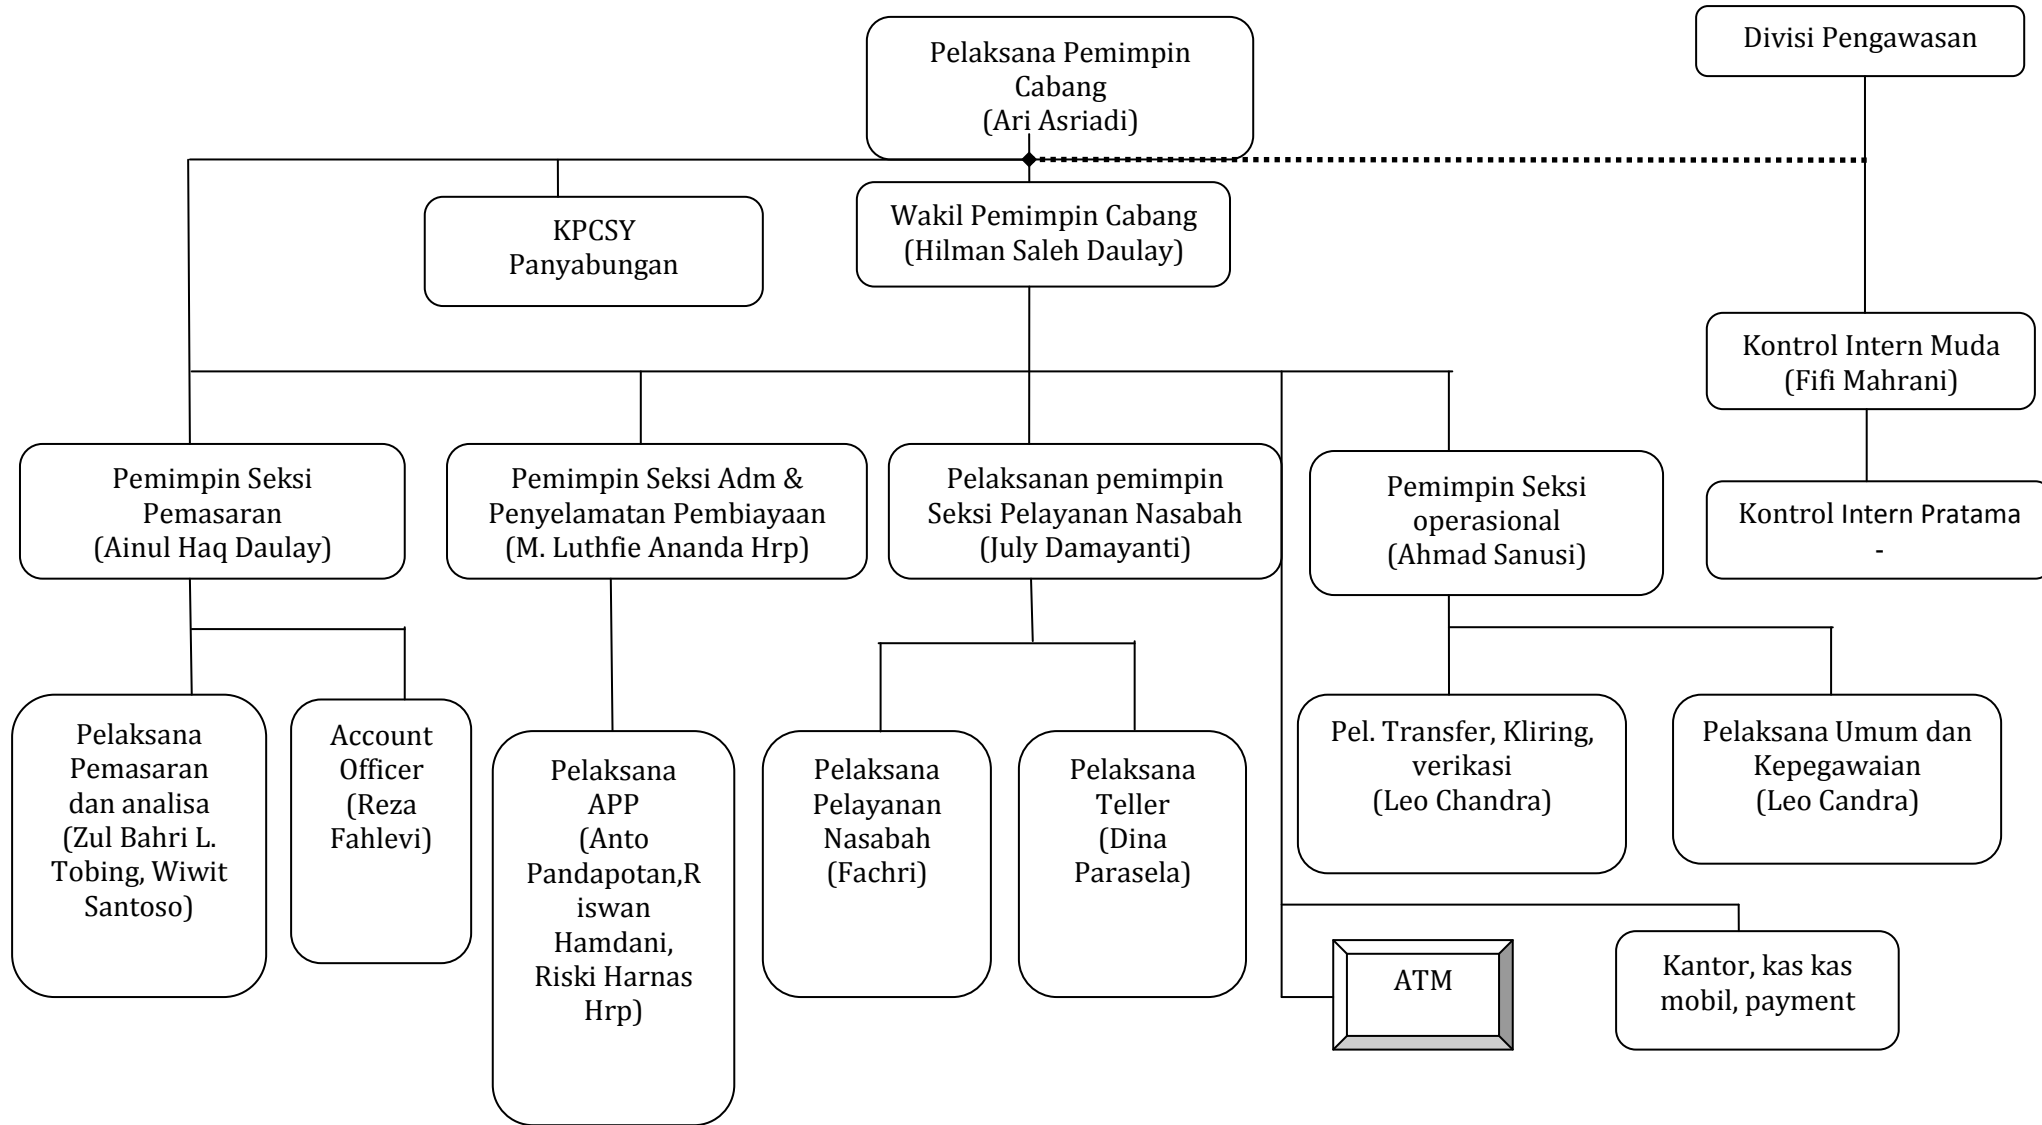 Pelaksana Pemimpin
Cabang
(Ari Asriadi)
Divisi Pengawasan
KPCSY
Panyabungan
Wakil Pemimpin Cabang
(Hilman Saleh Daulay)
Kontrol Intern Muda
(Fifi Mahrani)
Pemimpin Seksi
Pemasaran
(Ainul Haq Daulay)
Pemimpin Seksi Adm &
Penyelamatan Pembiayaan
(M. Luthfie Ananda Hrp)
Pelaksanan pemimpin
Seksi Pelayanan Nasabah
(July Damayanti)
Pemimpin Seksi
operasional
(Ahmad Sanusi)
Kontrol Intern Pratama
-
Pelaksana
Pemasaran
dan analisa
(Zul Bahri L.
Tobing, Wiwit
Santoso)
Account
Officer
(Reza
Fahlevi)
Pelaksana
APP
(Anto
Pandapotan,R
iswan
Hamdani,
Riski Harnas
Hrp)
Pelaksana
Pelayanan
Nasabah
(Fachri)
Pelaksana
Teller
(Dina
Parasela)
Pel. Transfer, Kliring,
verikasi
(Leo Chandra)
Pelaksana Umum dan
Kepegawaian
(Leo Candra)
ATM
Kantor, kas kas
mobil, payment